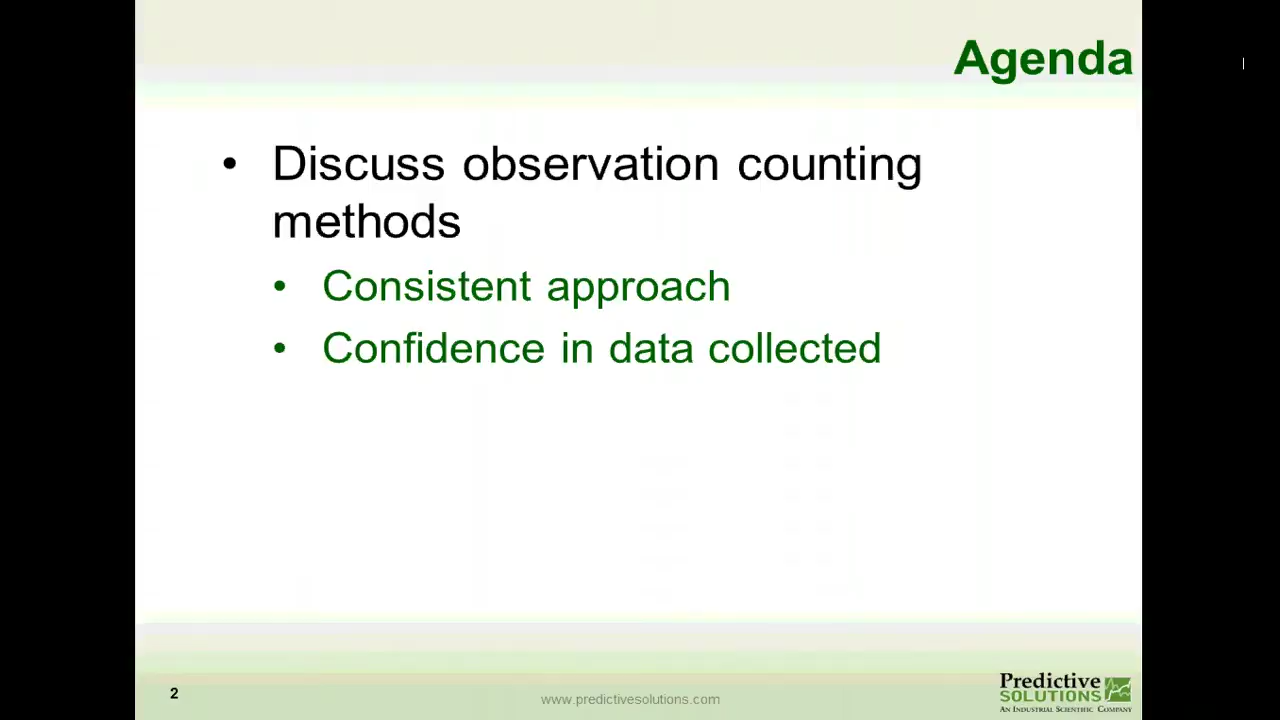 Agenda
• Discuss observation counting
methods
• Consistent approach
• Confidence in data collected
2
www.predictivesolutions.com
Predictive
SOLUTIONS
AN INDUSTRIAL SCIENTIFIC COMPANY